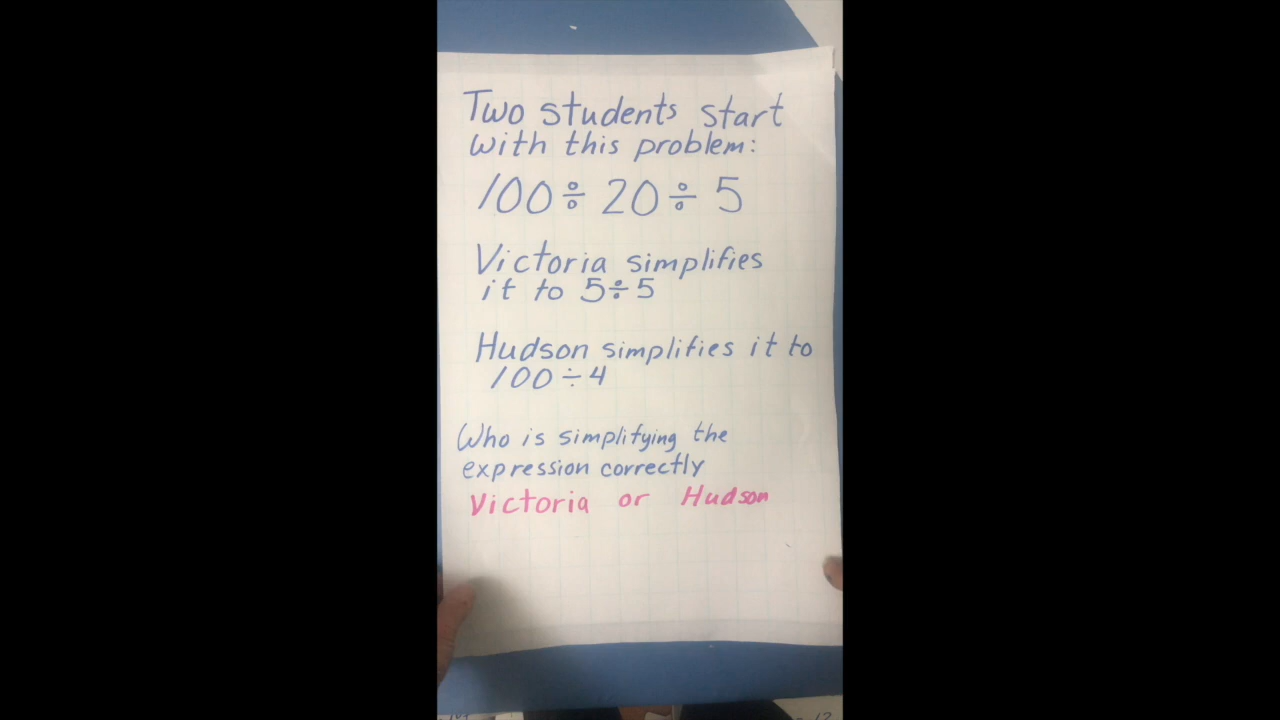 Two students start
with this problem:
100 ÷ 20 ÷ 5
Victoria simplifies
it to 5÷5
Hudson simplifies it to
100 ÷ 4
Who is simplifying the
expression correctly
Victoria or Hudson